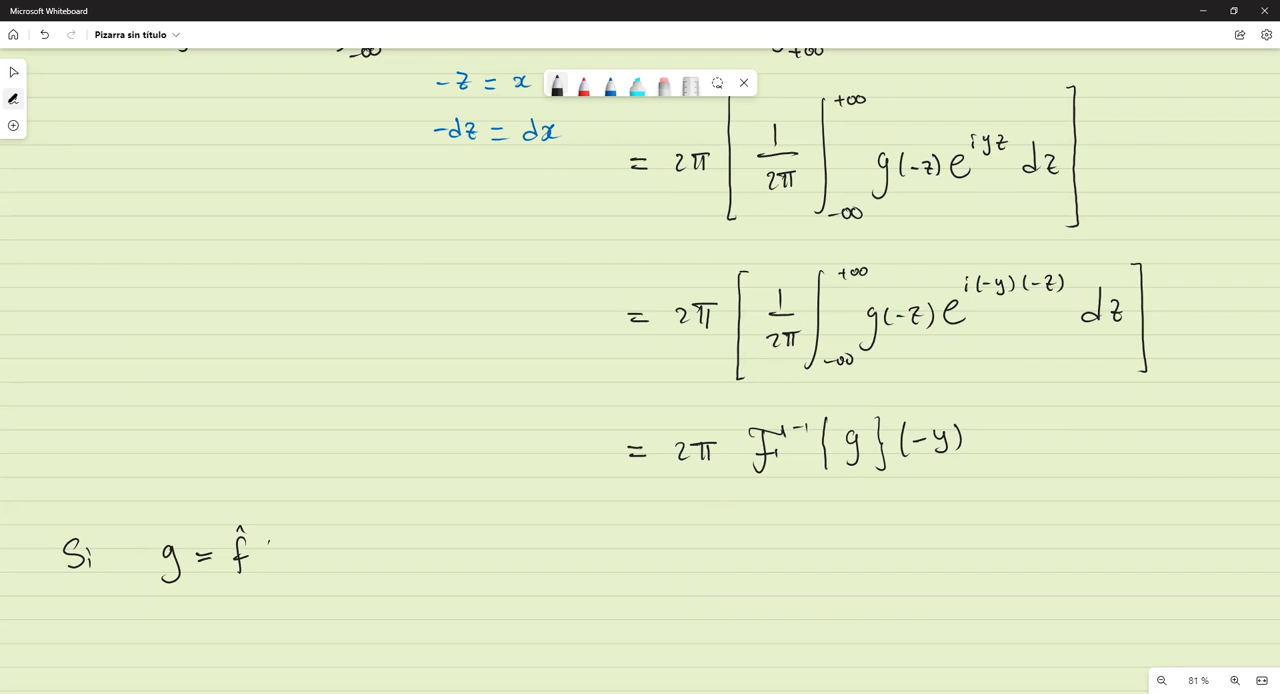 Microsoft Whiteboard
Pizarra sin título
-∞ +∞
-z = x
-dz = dx
= 2π [ 1/2π ∫_{-∞}^{+∞} g(-z) e^{iyz} dz ]
= 2π [ 1/2π ∫_{-∞}^{+∞} g(-z) e^{i(-y)(-z)} dz ]
= 2π F^{-1} { g } (-y)
Si g = f̂
81 %